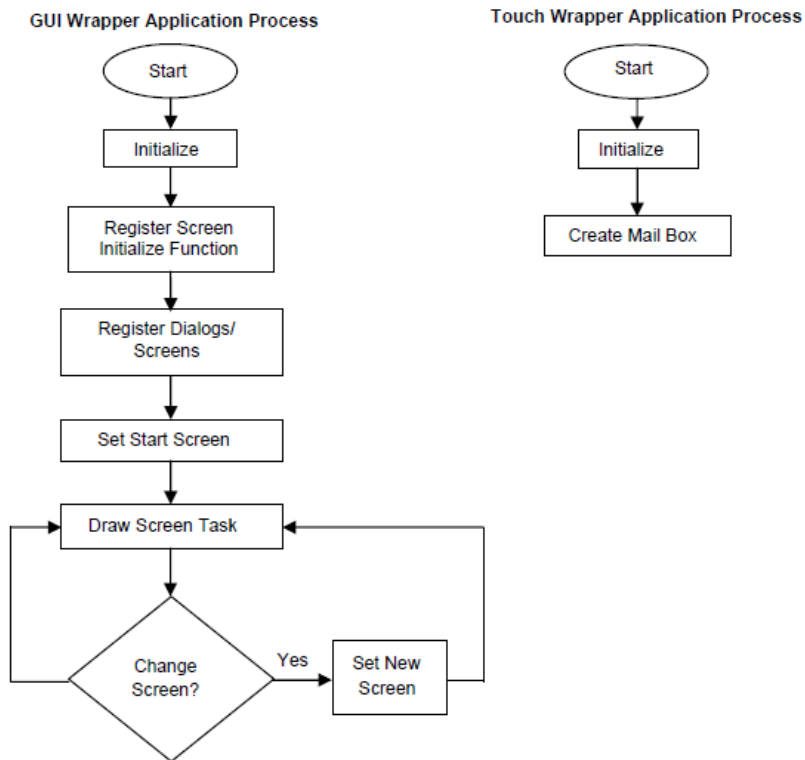 GUI Wrapper Application Process
Start
Initialize
Register Screen
Initialize Function
Register Dialogs/
Screens
Set Start Screen
Draw Screen Task
Change
Screen?
Yes
Set New
Screen
Touch Wrapper Application Process
Start
Initialize
Create Mail Box